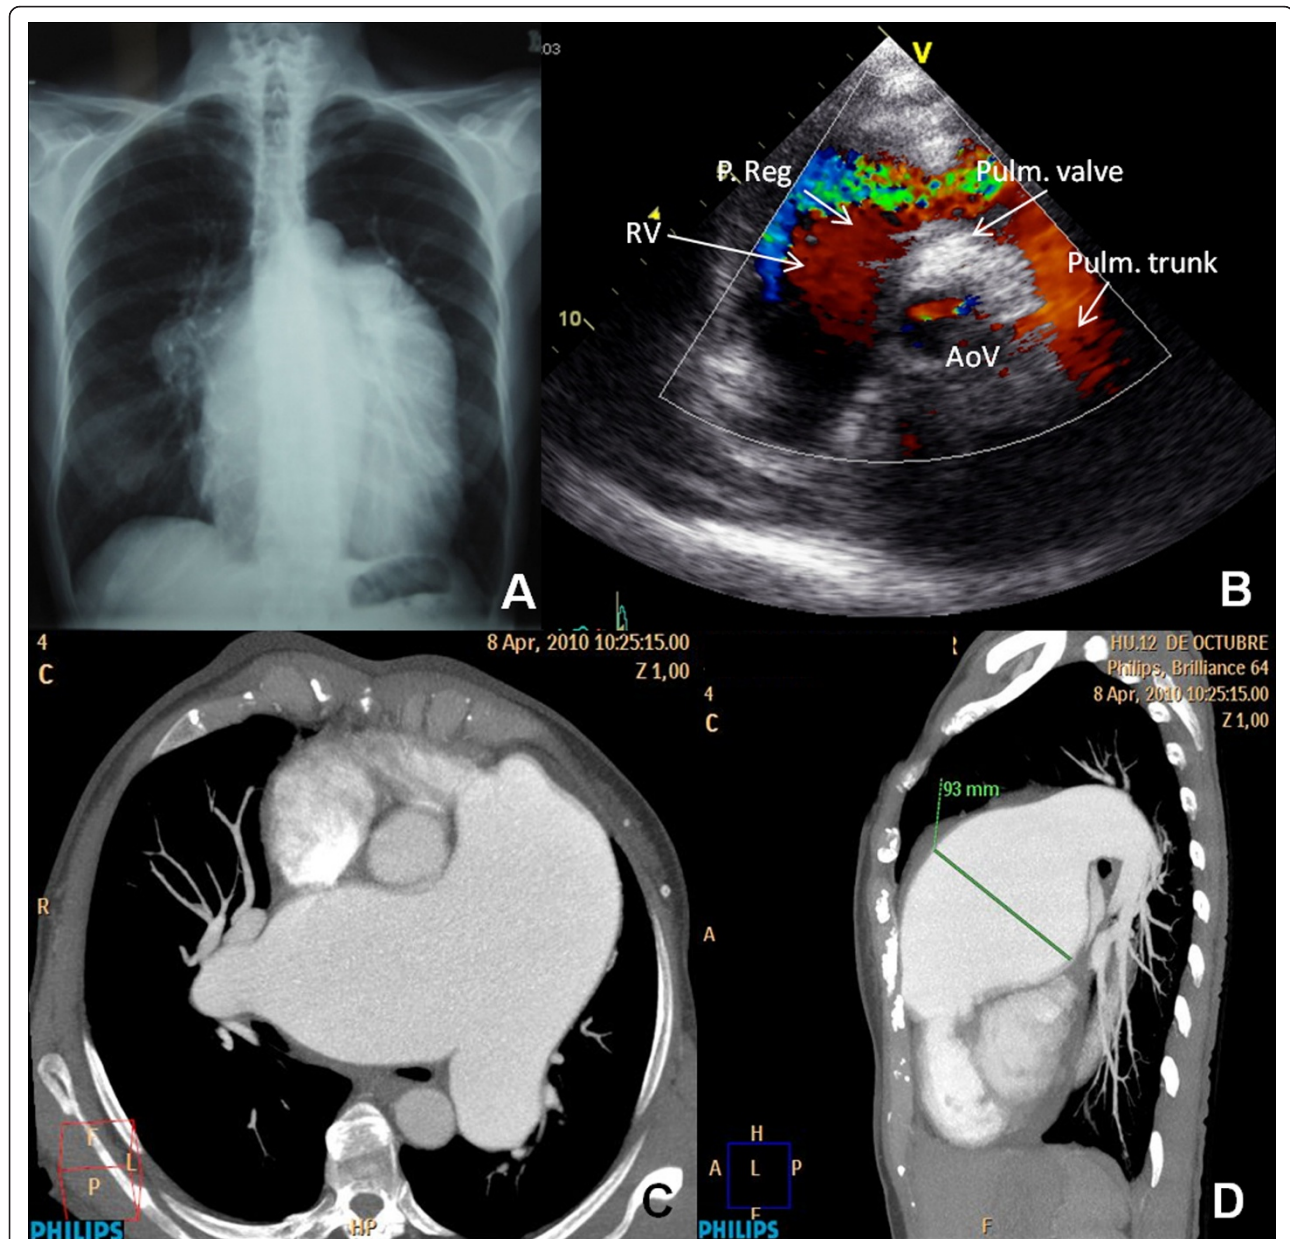 :03
V
5
P. Reg
Pulm. valve
RV
Pulm. trunk
10
AoV
A
B
4
8 Apr, 2010 10:25:15.00
C
Z 1,00
R
F
L
P
HP
PHILIPS
C
HU.12 DE OCTUBRE
Philips, Brilliance 64
4
8 Apr, 2010 10:25:15.00
C
Z 1,00
93 mm
A
H
A L P
F
F
PHILIPS
D